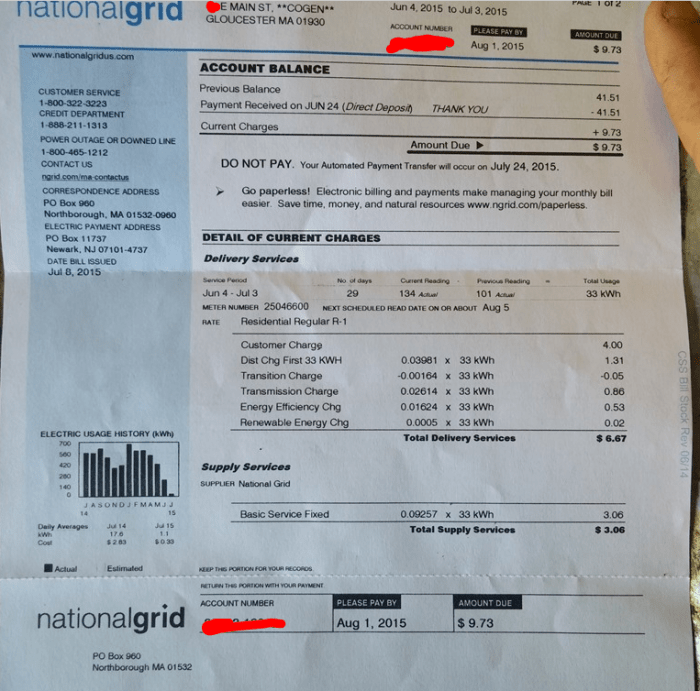 nationalgrid
E MAIN ST, **COGEN**
GLOUCESTER MA 01930
Jun 4, 2015 to Jul 3, 2015
PAGE 1 of 2
ACCOUNT NUMBER
PLEASE PAY BY
Aug 1, 2015
AMOUNT DUE
$ 9.73
www.nationalgridus.com
CUSTOMER SERVICE
1-800-322-3223
CREDIT DEPARTMENT
1-888-211-1313
POWER OUTAGE OR DOWNED LINE
1-800-465-1212
CONTACT US
ngrid.com/ma-contactus
CORRESPONDENCE ADDRESS
PO Box 960
Northborough, MA 01532-0960
ELECTRIC PAYMENT ADDRESS
PO Box 11737
Newark, NJ 07101-4737
DATE BILL ISSUED
Jul 8, 2015
ACCOUNT BALANCE
Previous Balance 41.51
Payment Received on JUN 24 (Direct Deposit) THANK YOU - 41.51
Current Charges + 9.73
Amount Due ▶ $ 9.73
DO NOT PAY. Your Automated Payment Transfer will occur on July 24, 2015.
➤ Go paperless! Electronic billing and payments make managing your monthly bill
easier. Save time, money, and natural resources www.ngrid.com/paperless.
DETAIL OF CURRENT CHARGES
Delivery Services
Service Period No. of days Current Reading - Previous Reading = Total Usage
Jun 4 - Jul 3 29 134 Actual 101 Actual 33 kWh
METER NUMBER 25046600 NEXT SCHEDULED READ DATE ON OR ABOUT Aug 5
RATE Residential Regular R-1
Customer Charge 4.00
Dist Chg First 33 KWH 0.03981 x 33 kWh 1.31
Transition Charge -0.00164 x 33 kWh -0.05
Transmission Charge 0.02614 x 33 kWh 0.86
Energy Efficiency Chg 0.01624 x 33 kWh 0.53
Renewable Energy Chg 0.0005 x 33 kWh 0.02
Total Delivery Services $ 6.67
Supply Services
SUPPLIER National Grid
Basic Service Fixed 0.09257 x 33 kWh 3.06
Total Supply Services $ 3.06
ELECTRIC USAGE HISTORY (kWh)
700
560
420
280
140
0
J A S O N D J F M A M J J
14 15
Daily Averages Jul 14 Jul 15
kWh 17.6 1.1
Cost $ 2.83 $ 0.33
Actual Estimated
CSS Bill Stock Rev 05/14
KEEP THIS PORTION FOR YOUR RECORDS.
RETURN THIS PORTION WITH YOUR PAYMENT.
nationalgrid
ACCOUNT NUMBER
PLEASE PAY BY
Aug 1, 2015
AMOUNT DUE
$ 9.73
PO Box 960
Northborough MA 01532